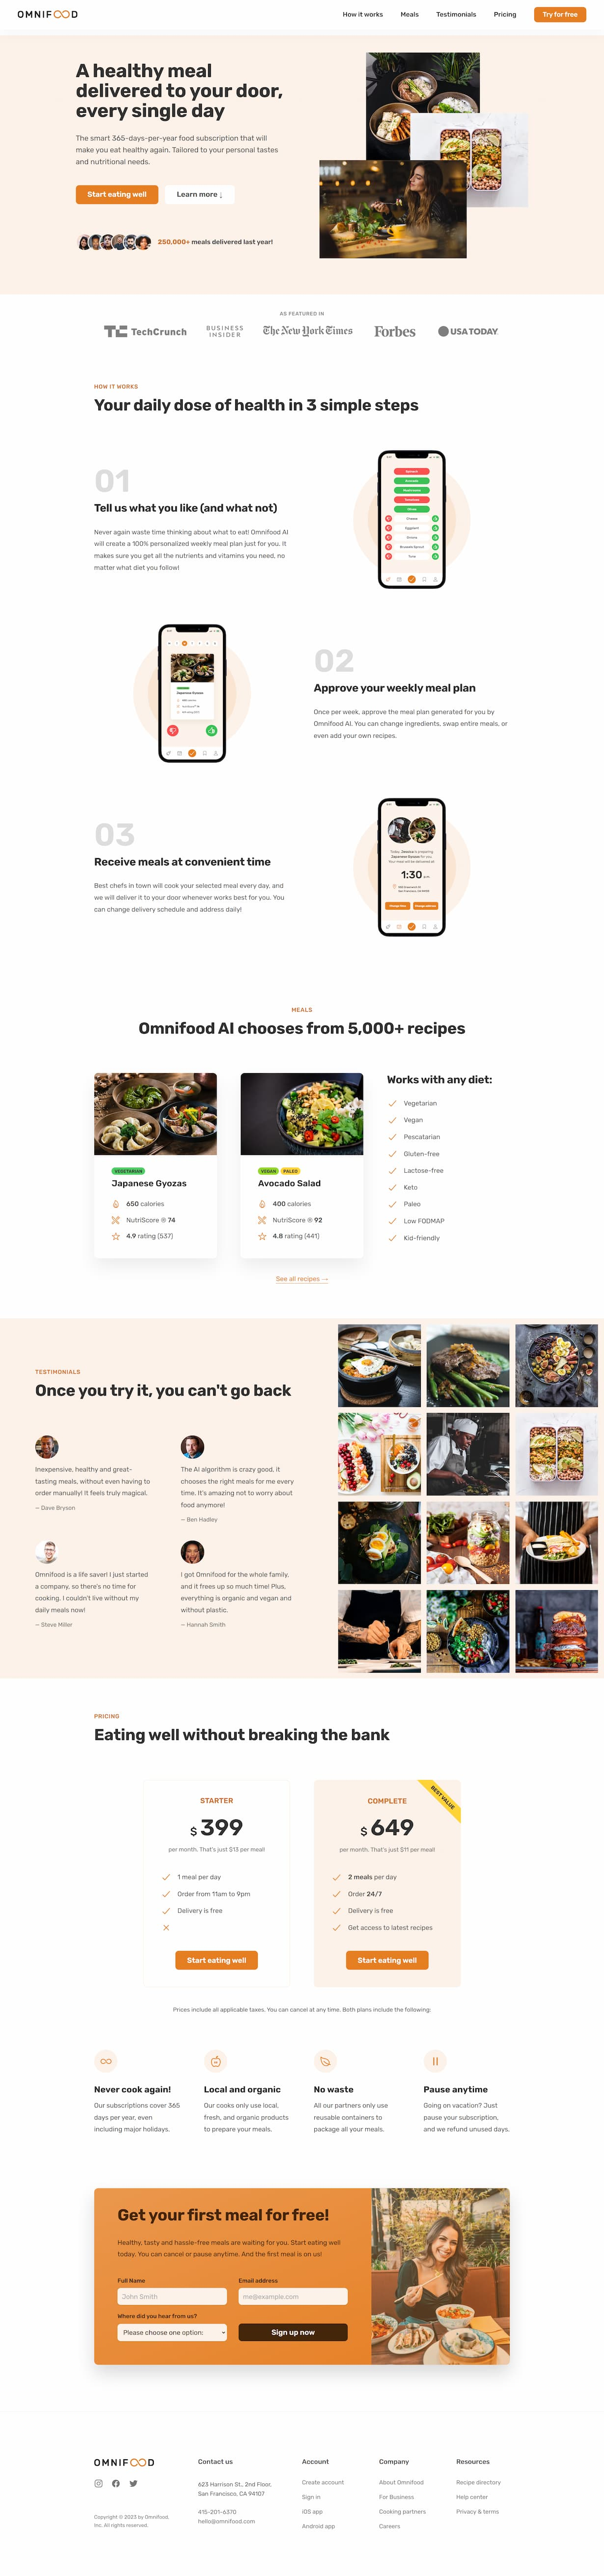 OMNIFOOD
How it works
Meals
Testimonials
Pricing
Try for free
A healthy meal
delivered to your door,
every single day
The smart 365-days-per-year food subscription that will
make you eat healthy again. Tailored to your personal tastes
and nutritional needs.
Start eating well
Learn more ↓
250,000+ meals delivered last year!
AS FEATURED IN
TechCrunch
BUSINESS
INSIDER
The New York Times
Forbes
USA TODAY
HOW IT WORKS
Your daily dose of health in 3 simple steps
01
Tell us what you like (and what not)
Never again waste time thinking about what to eat! Omnifood AI
will create a 100% personalized weekly meal plan just for you. It
makes sure you get all the nutrients and vitamins you need, no
matter what diet you follow!
02
Approve your weekly meal plan
Once per week, approve the meal plan generated for you by
Omnifood AI. You can change ingredients, swap entire meals, or
even add your own recipes.
03
Receive meals at convenient time
Best chefs in town will cook your selected meal every day, and
we will deliver it to your door whenever works best for you. You
can change delivery schedule and address daily!
1:30
MEALS
Omnifood AI chooses from 5,000+ recipes
VEGETARIAN
Japanese Gyozas
650 calories
NutriScore ® 74
4.9 rating (537)
VEGAN
PALEO
Avocado Salad
400 calories
NutriScore ® 92
4.8 rating (441)
Works with any diet:
Vegetarian
Vegan
Pescatarian
Gluten-free
Lactose-free
Keto
Paleo
Low FODMAP
Kid-friendly
See all recipes →
TESTIMONIALS
Once you try it, you can't go back
Inexpensive, healthy and great-
tasting meals, without even having to
order manually! It feels truly magical.
— Dave Bryson
The AI algorithm is crazy good, it
chooses the right meals for me every
time. It's amazing not to worry about
food anymore!
— Ben Hadley
Omnifood is a life saver! I just started
a company, so there's no time for
cooking. I couldn't live without my
daily meals now!
— Steve Miller
I got Omnifood for the whole family,
and it frees up so much time! Plus,
everything is organic and vegan and
without plastic.
— Hannah Smith
PRICING
Eating well without breaking the bank
STARTER
$ 399
per month. That's just $13 per meal!
1 meal per day
Order from 11am to 9pm
Delivery is free
Start eating well
BEST VALUE
COMPLETE
$ 649
per month. That's just $11 per meal!
2 meals per day
Order 24/7
Delivery is free
Get access to latest recipes
Start eating well
Prices include all applicable taxes. You can cancel at any time. Both plans include the following:
Never cook again!
Our subscriptions cover 365
days per year, even
including major holidays.
Local and organic
Our cooks only use local,
fresh, and organic products
to prepare your meals.
No waste
All our partners only use
reusable containers to
package all your meals.
Pause anytime
Going on vacation? Just
pause your subscription,
and we refund unused days.
Get your first meal for free!
Healthy, tasty and hassle-free meals are waiting for you. Start eating well
today. You can cancel or pause anytime. And the first meal is on us!
Full Name
John Smith
Email address
me@example.com
Where did you hear from us?
Please choose one option:
Sign up now
OMNIFOOD
Copyright © 2023 by Omnifood,
Inc. All rights reserved.
Contact us
623 Harrison St., 2nd Floor,
San Francisco, CA 94107
415-201-6370
hello@omnifood.com
Account
Create account
Sign in
iOS app
Android app
Company
About Omnifood
For Business
Cooking partners
Careers
Resources
Recipe directory
Help center
Privacy & terms